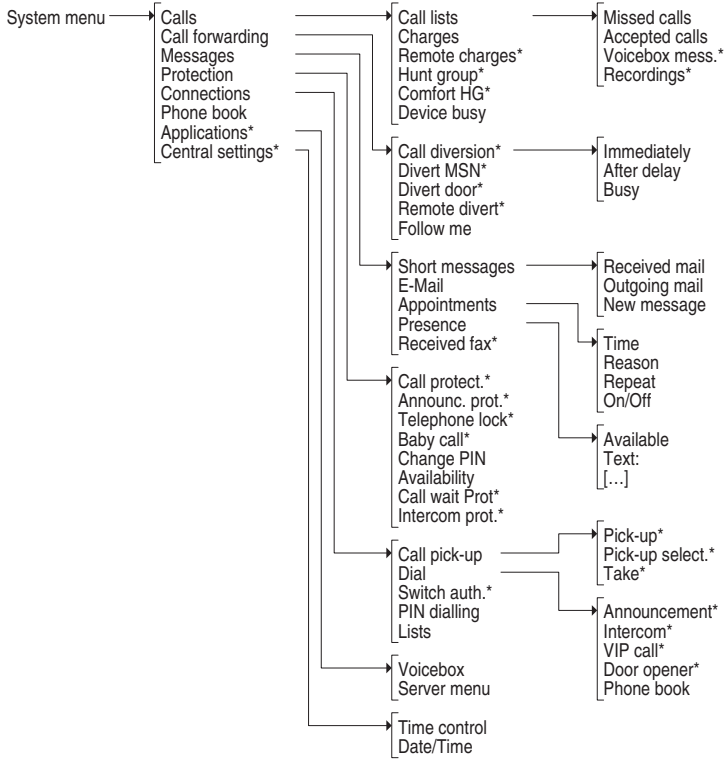 System menu
Calls
Call forwarding
Messages
Protection
Connections
Phone book
Applications*
Central settings*
Call lists
Charges
Remote charges*
Hunt group*
Comfort HG*
Device busy
Missed calls
Accepted calls
Voicebox mess.*
Recordings*
Call diversion*
Divert MSN*
Divert door*
Remote divert*
Follow me
Immediately
After delay
Busy
Short messages
E-Mail
Appointments
Presence
Received fax*
Received mail
Outgoing mail
New message
Time
Reason
Repeat
On/Off
Available
Text:
[…]
Call protect.*
Announc. prot.*
Telephone lock*
Baby call*
Change PIN
Availability
Call wait Prot*
Intercom prot.*
Call pick-up
Dial
Switch auth.*
PIN dialling
Lists
Pick-up*
Pick-up select.*
Take*
Announcement*
Intercom*
VIP call*
Door opener*
Phone book
Voicebox
Server menu
Time control
Date/Time